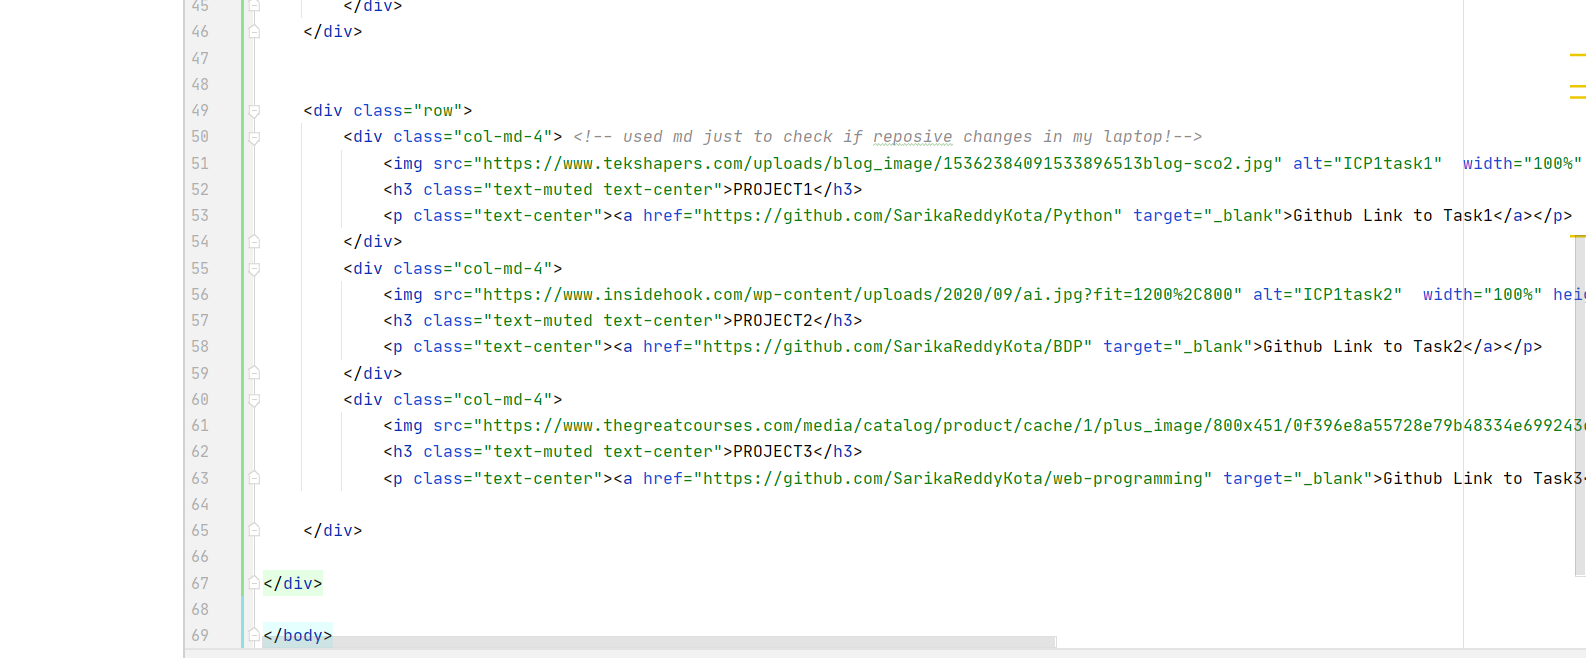 45 </div>
46 </div>
47
48
49 <div class="row">
50 <div class="col-md-4"> <!-- used md just to check if reposive changes in my laptop!-->
51 <img src="https://www.tekshapers.com/uploads/blog_image/15362384091533896513blog-sco2.jpg" alt="ICP1task1" width="100%"
52 <h3 class="text-muted text-center">PROJECT1</h3>
53 <p class="text-center"><a href="https://github.com/SarikaReddyKota/Python" target="_blank">Github Link to Task1</a></p>
54 </div>
55 <div class="col-md-4">
56 <img src="https://www.insidehook.com/wp-content/uploads/2020/09/ai.jpg?fit=1200%2C800" alt="ICP1task2" width="100%" hei
57 <h3 class="text-muted text-center">PROJECT2</h3>
58 <p class="text-center"><a href="https://github.com/SarikaReddyKota/BDP" target="_blank">Github Link to Task2</a></p>
59 </div>
60 <div class="col-md-4">
61 <img src="https://www.thegreatcourses.com/media/catalog/product/cache/1/plus_image/800x451/0f396e8a55728e79b48334e699243
62 <h3 class="text-muted text-center">PROJECT3</h3>
63 <p class="text-center"><a href="https://github.com/SarikaReddyKota/web-programming" target="_blank">Github Link to Task3<
64
65 </div>
66
67 </div>
68
69 </body>